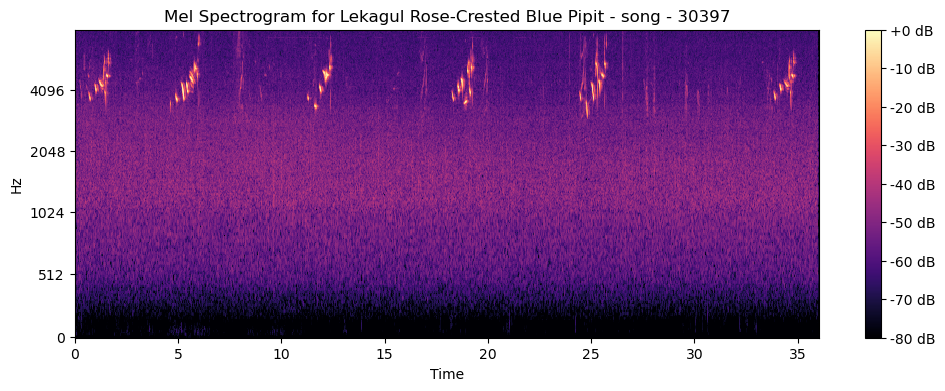 Mel Spectrogram for Lekagul Rose-Crested Blue Pipit - song - 30397
+0 dB
-10 dB
-20 dB
-30 dB
-40 dB
-50 dB
-60 dB
-70 dB
-80 dB
Hz
4096
2048
1024
512
0
0 5 10 15 20 25 30 35
Time